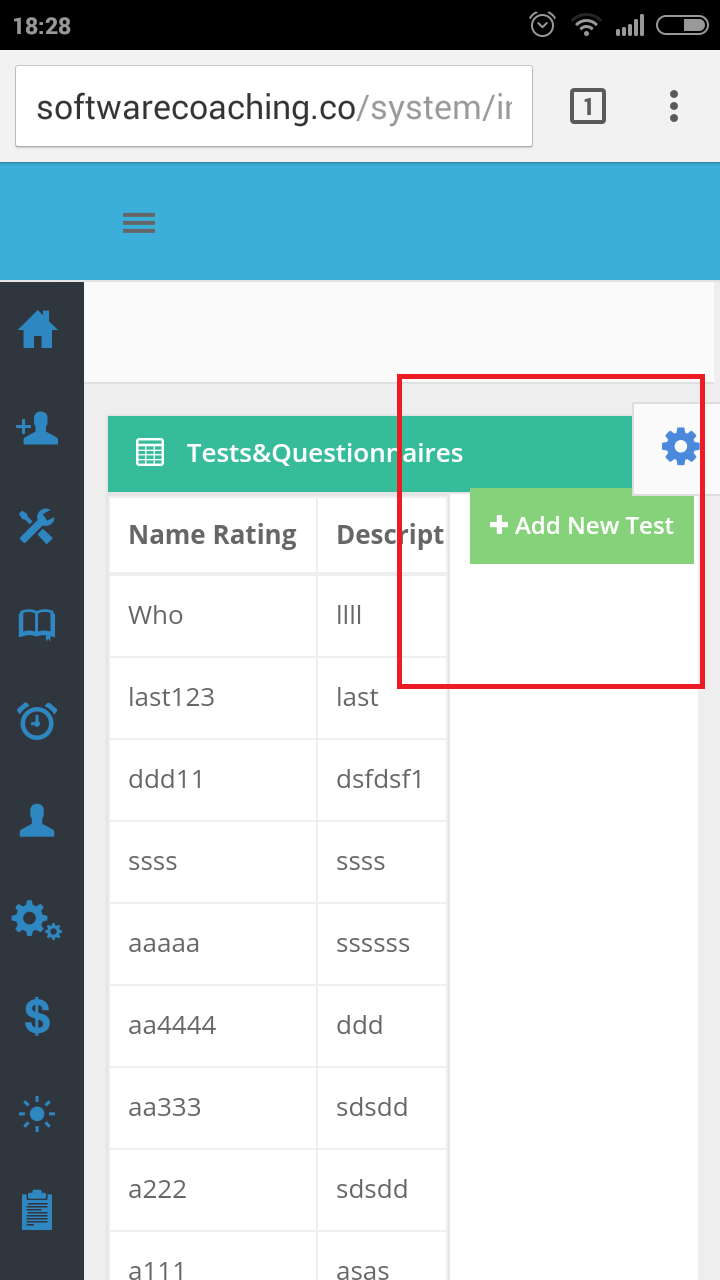 18:28
softwarecoaching.co/system/in
1
Tests&Questionnaires
Name Rating Descript
+ Add New Test
Who llll
last123 last
ddd11 dsfdsf1
ssss ssss
aaaaa ssssss
aa4444 ddd
aa333 sdsdd
a222 sdsdd
a111 asas